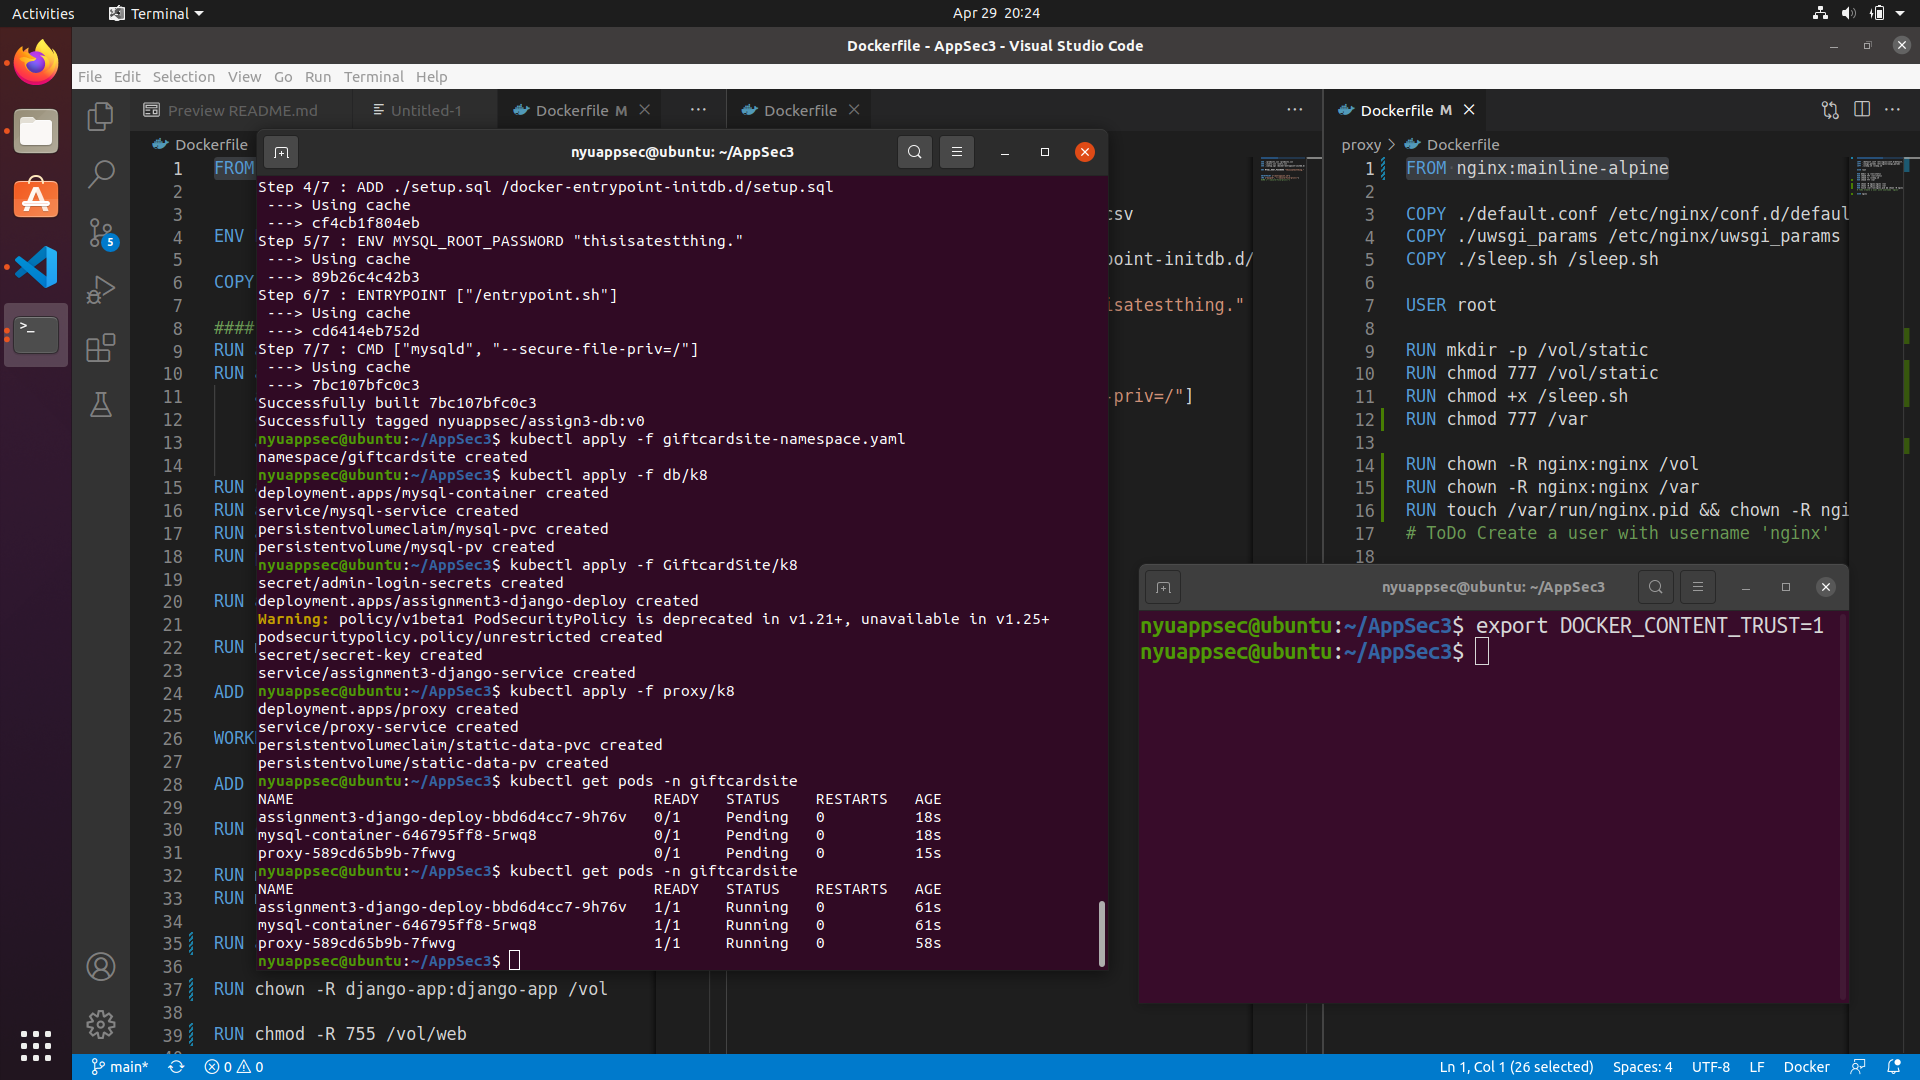 Activities
Terminal
Apr 29 20:24
Dockerfile - AppSec3 - Visual Studio Code
File Edit Selection View Go Run Terminal Help
Preview README.md
Untitled-1
Dockerfile M
Dockerfile
Dockerfile M
Dockerfile
proxy > Dockerfile
5
1 FROM
2
3
4 ENV
5
6 COPY
7
8 ####
9 RUN
10 RUN
11
12
13
14
15 RUN
16 RUN
17 RUN
18 RUN
19
20 RUN
21
22 RUN
23
24 ADD
25
26 WORK
27
28 ADD
29
30 RUN
31
32 RUN
33 RUN
34
35 RUN
36
37 RUN chown -R django-app:django-app /vol
38
39 RUN chmod -R 755 /vol/web
nyuappsec@ubuntu: ~/AppSec3
Step 4/7 : ADD ./setup.sql /docker-entrypoint-initdb.d/setup.sql
---> Using cache
---> cf4cb1f804eb
Step 5/7 : ENV MYSQL_ROOT_PASSWORD "thisisatestthing."
---> Using cache
---> 89b26c4c42b3
Step 6/7 : ENTRYPOINT ["/entrypoint.sh"]
---> Using cache
---> cd6414eb752d
Step 7/7 : CMD ["mysqld", "--secure-file-priv=/"]
---> Using cache
---> 7bc107bfc0c3
Successfully built 7bc107bfc0c3
Successfully tagged nyuappsec/assign3-db:v0
nyuappsec@ubuntu:~/AppSec3$ kubectl apply -f giftcardsite-namespace.yaml
namespace/giftcardsite created
nyuappsec@ubuntu:~/AppSec3$ kubectl apply -f db/k8
deployment.apps/mysql-container created
service/mysql-service created
persistentvolumeclaim/mysql-pvc created
persistentvolume/mysql-pv created
nyuappsec@ubuntu:~/AppSec3$ kubectl apply -f GiftcardSite/k8
secret/admin-login-secrets created
deployment.apps/assignment3-django-deploy created
Warning: policy/v1beta1 PodSecurityPolicy is deprecated in v1.21+, unavailable in v1.25+
podsecuritypolicy.policy/unrestricted created
secret/secret-key created
service/assignment3-django-service created
nyuappsec@ubuntu:~/AppSec3$ kubectl apply -f proxy/k8
deployment.apps/proxy created
service/proxy-service created
persistentvolumeclaim/static-data-pvc created
persistentvolume/static-data-pv created
nyuappsec@ubuntu:~/AppSec3$ kubectl get pods -n giftcardsite
NAME READY STATUS RESTARTS AGE
assignment3-django-deploy-bbd6d4cc7-9h76v 0/1 Pending 0 18s
mysql-container-646795ff8-5rwq8 0/1 Pending 0 18s
proxy-589cd65b9b-7fwvg 0/1 Pending 0 15s
nyuappsec@ubuntu:~/AppSec3$ kubectl get pods -n giftcardsite
NAME READY STATUS RESTARTS AGE
assignment3-django-deploy-bbd6d4cc7-9h76v 1/1 Running 0 61s
mysql-container-646795ff8-5rwq8 1/1 Running 0 61s
proxy-589cd65b9b-7fwvg 1/1 Running 0 58s
nyuappsec@ubuntu:~/AppSec3$
csv
point-initdb.d/
isatestthing."
-priv=/"]
1 FROM nginx:mainline-alpine
2
3 COPY ./default.conf /etc/nginx/conf.d/defaul
4 COPY ./uwsgi_params /etc/nginx/uwsgi_params
5 COPY ./sleep.sh /sleep.sh
6
7 USER root
8
9 RUN mkdir -p /vol/static
10 RUN chmod 777 /vol/static
11 RUN chmod +x /sleep.sh
12 RUN chmod 777 /var
13
14 RUN chown -R nginx:nginx /vol
15 RUN chown -R nginx:nginx /var
16 RUN touch /var/run/nginx.pid && chown -R ngi
17 # ToDo Create a user with username 'nginx'
18
nyuappsec@ubuntu: ~/AppSec3
nyuappsec@ubuntu:~/AppSec3$ export DOCKER_CONTENT_TRUST=1
nyuappsec@ubuntu:~/AppSec3$
main* 0 0
Ln 1, Col 1 (26 selected) Spaces: 4 UTF-8 LF Docker